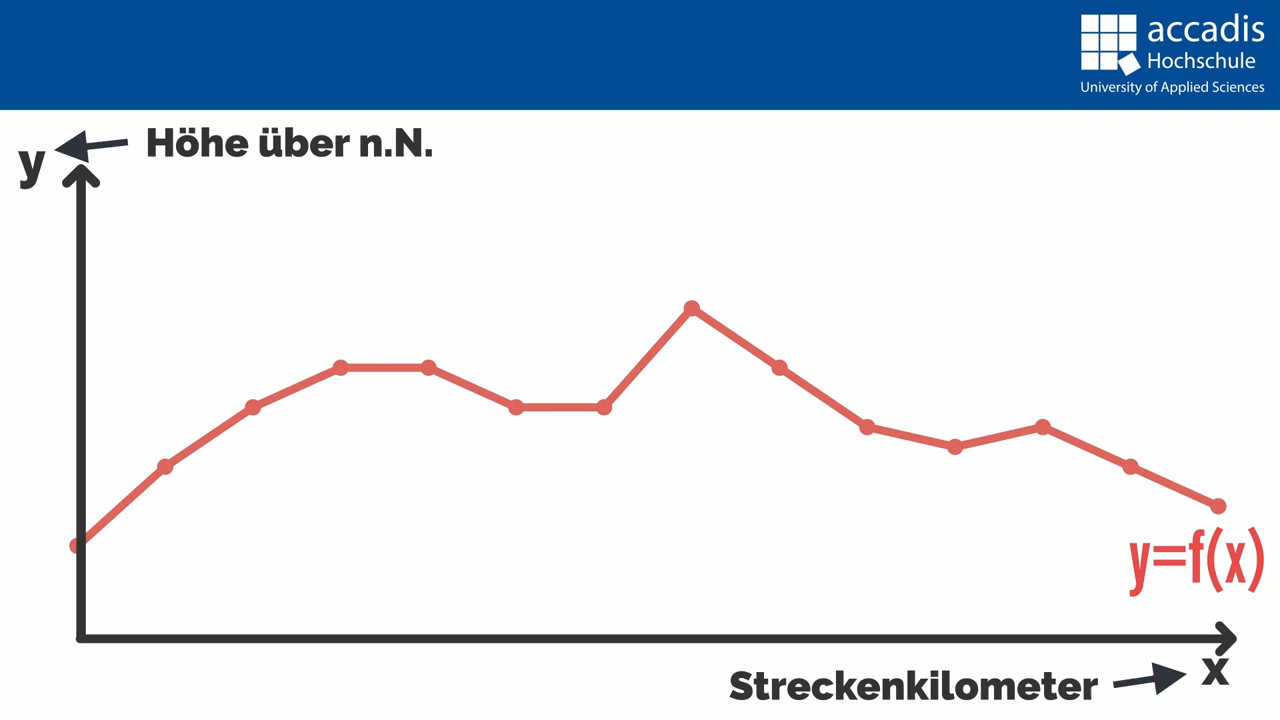 accadis
Hochschule
University of Applied Sciences
y
Höhe über n.N.
y=f(x)
Streckenkilometer
x